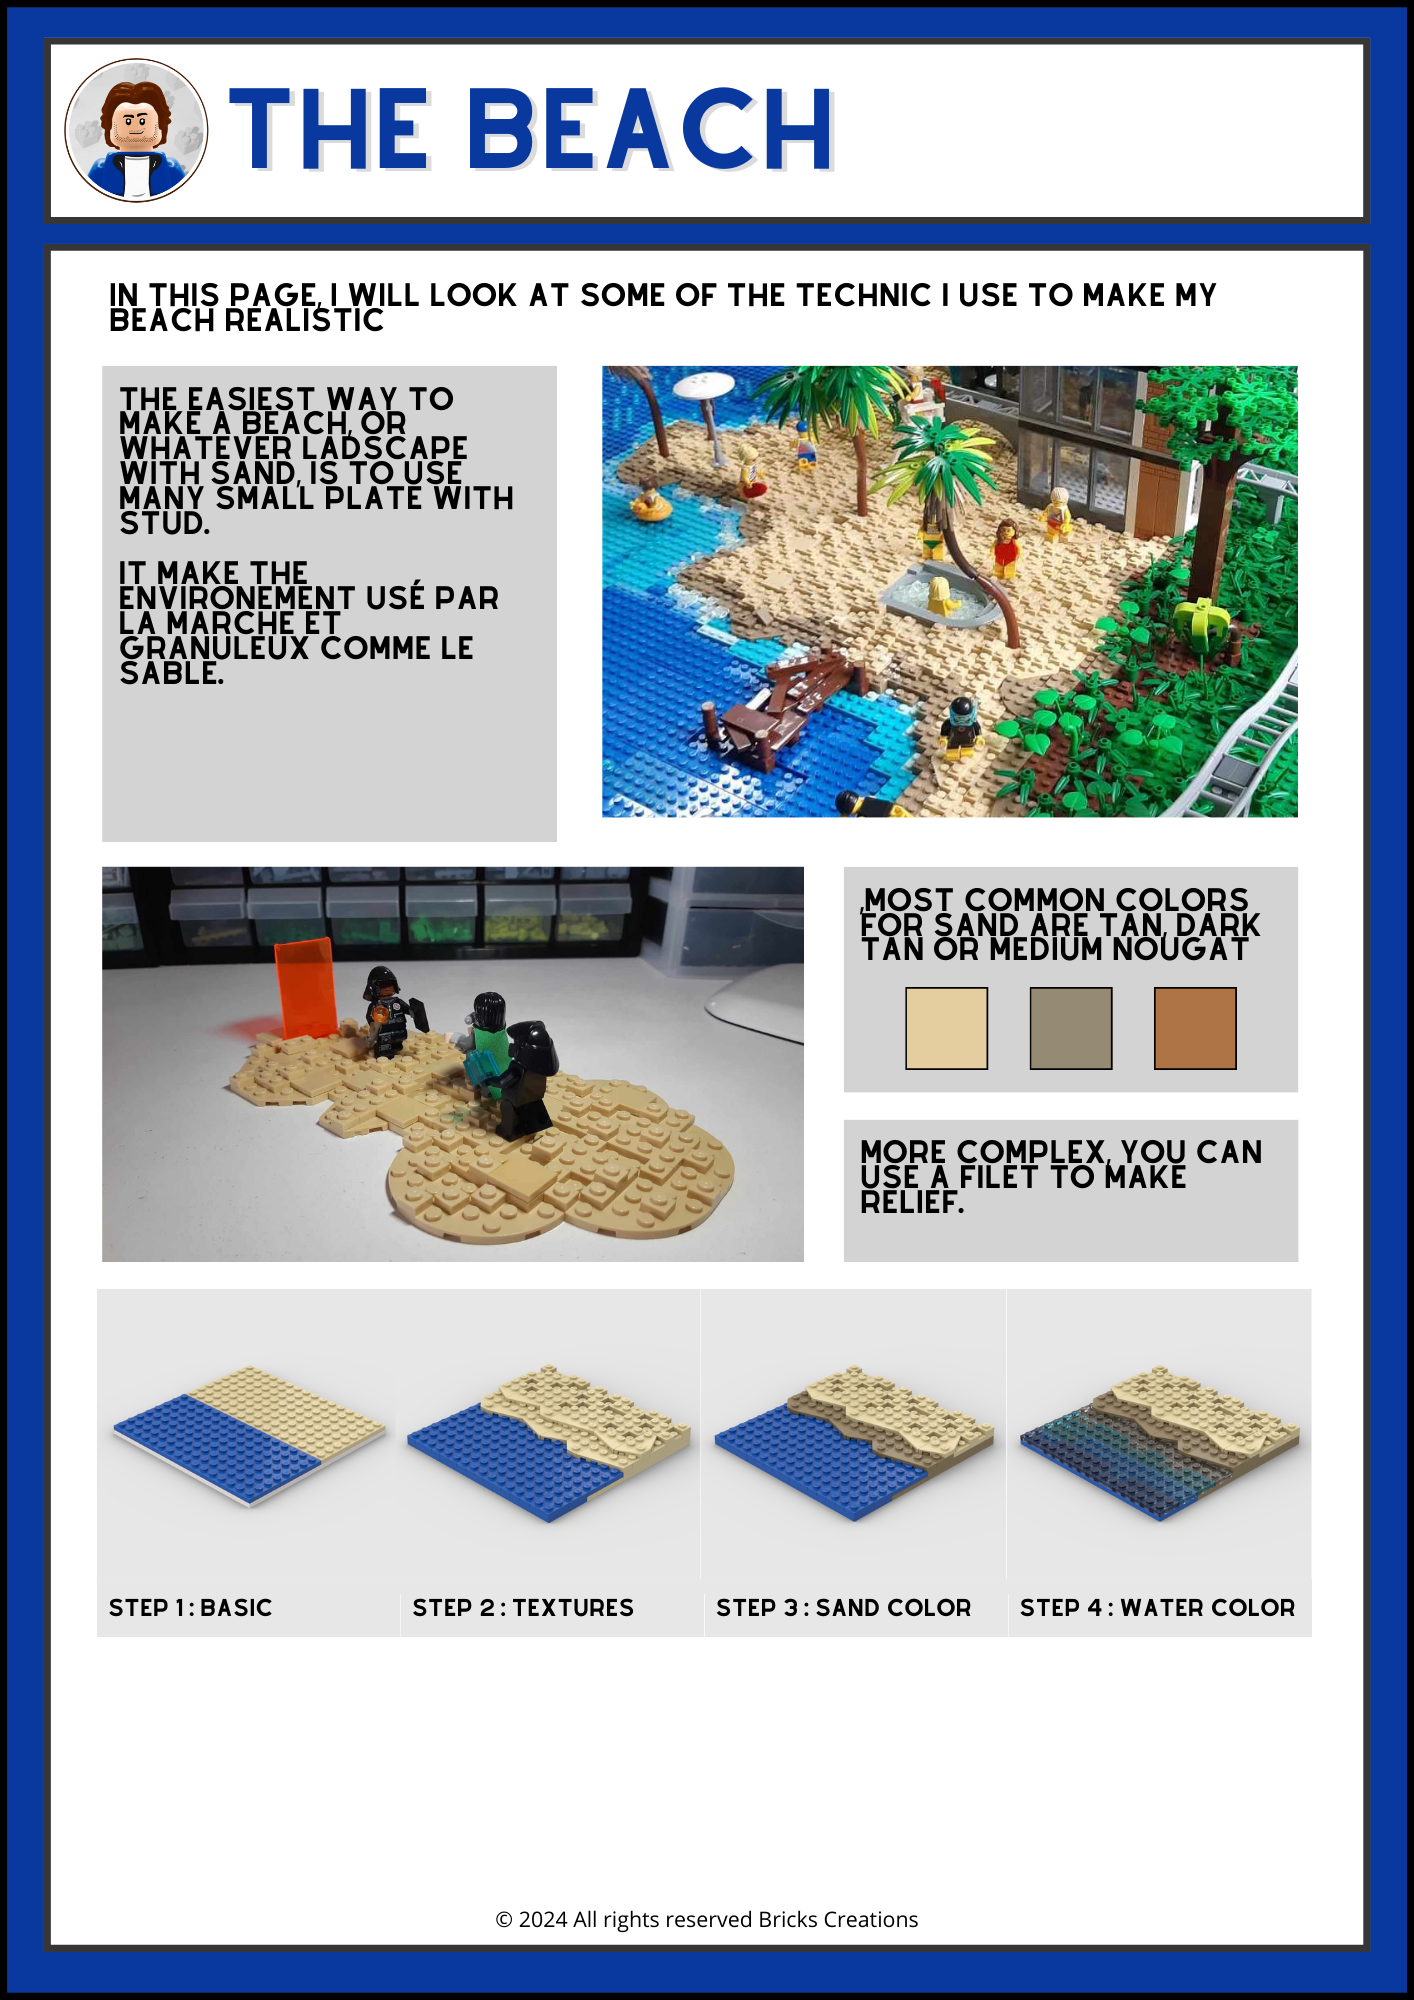 THE BEACH
IN THIS PAGE, I WILL LOOK AT SOME OF THE TECHNIC I USE TO MAKE MY
BEACH REALISTIC
THE EASIEST WAY TO
MAKE A BEACH, OR
WHATEVER LADSCAPE
WITH SAND, IS TO USE
MANY SMALL PLATE WITH
STUD.
IT MAKE THE
ENVIRONEMENT USÉ PAR
LA MARCHE ET
GRANULEUX COMME LE
SABLE.
,MOST COMMON COLORS
FOR SAND ARE TAN, DARK
TAN OR MEDIUM NOUGAT
MORE COMPLEX, YOU CAN
USE A FILET TO MAKE
RELIEF.
STEP 1 : BASIC
STEP 2 : TEXTURES
STEP 3 : SAND COLOR
STEP 4 : WATER COLOR
© 2024 All rights reserved Bricks Creations